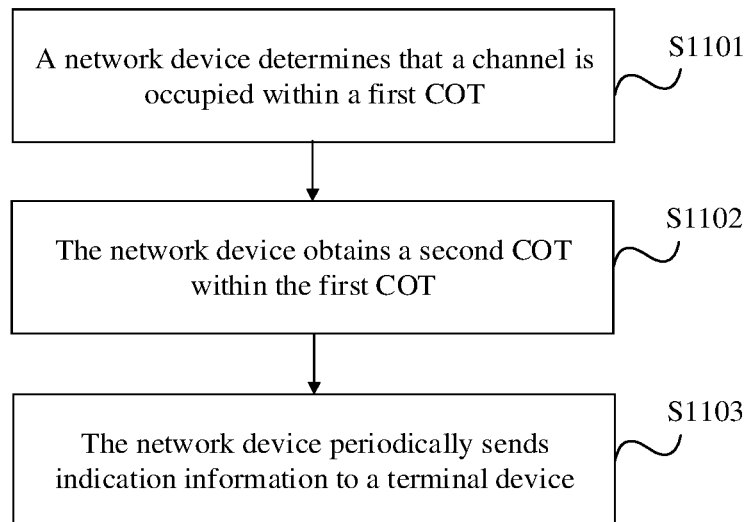 A network device determines that a channel is
occupied within a first COT
S1101
The network device obtains a second COT
within the first COT
S1102
The network device periodically sends
indication information to a terminal device
S1103